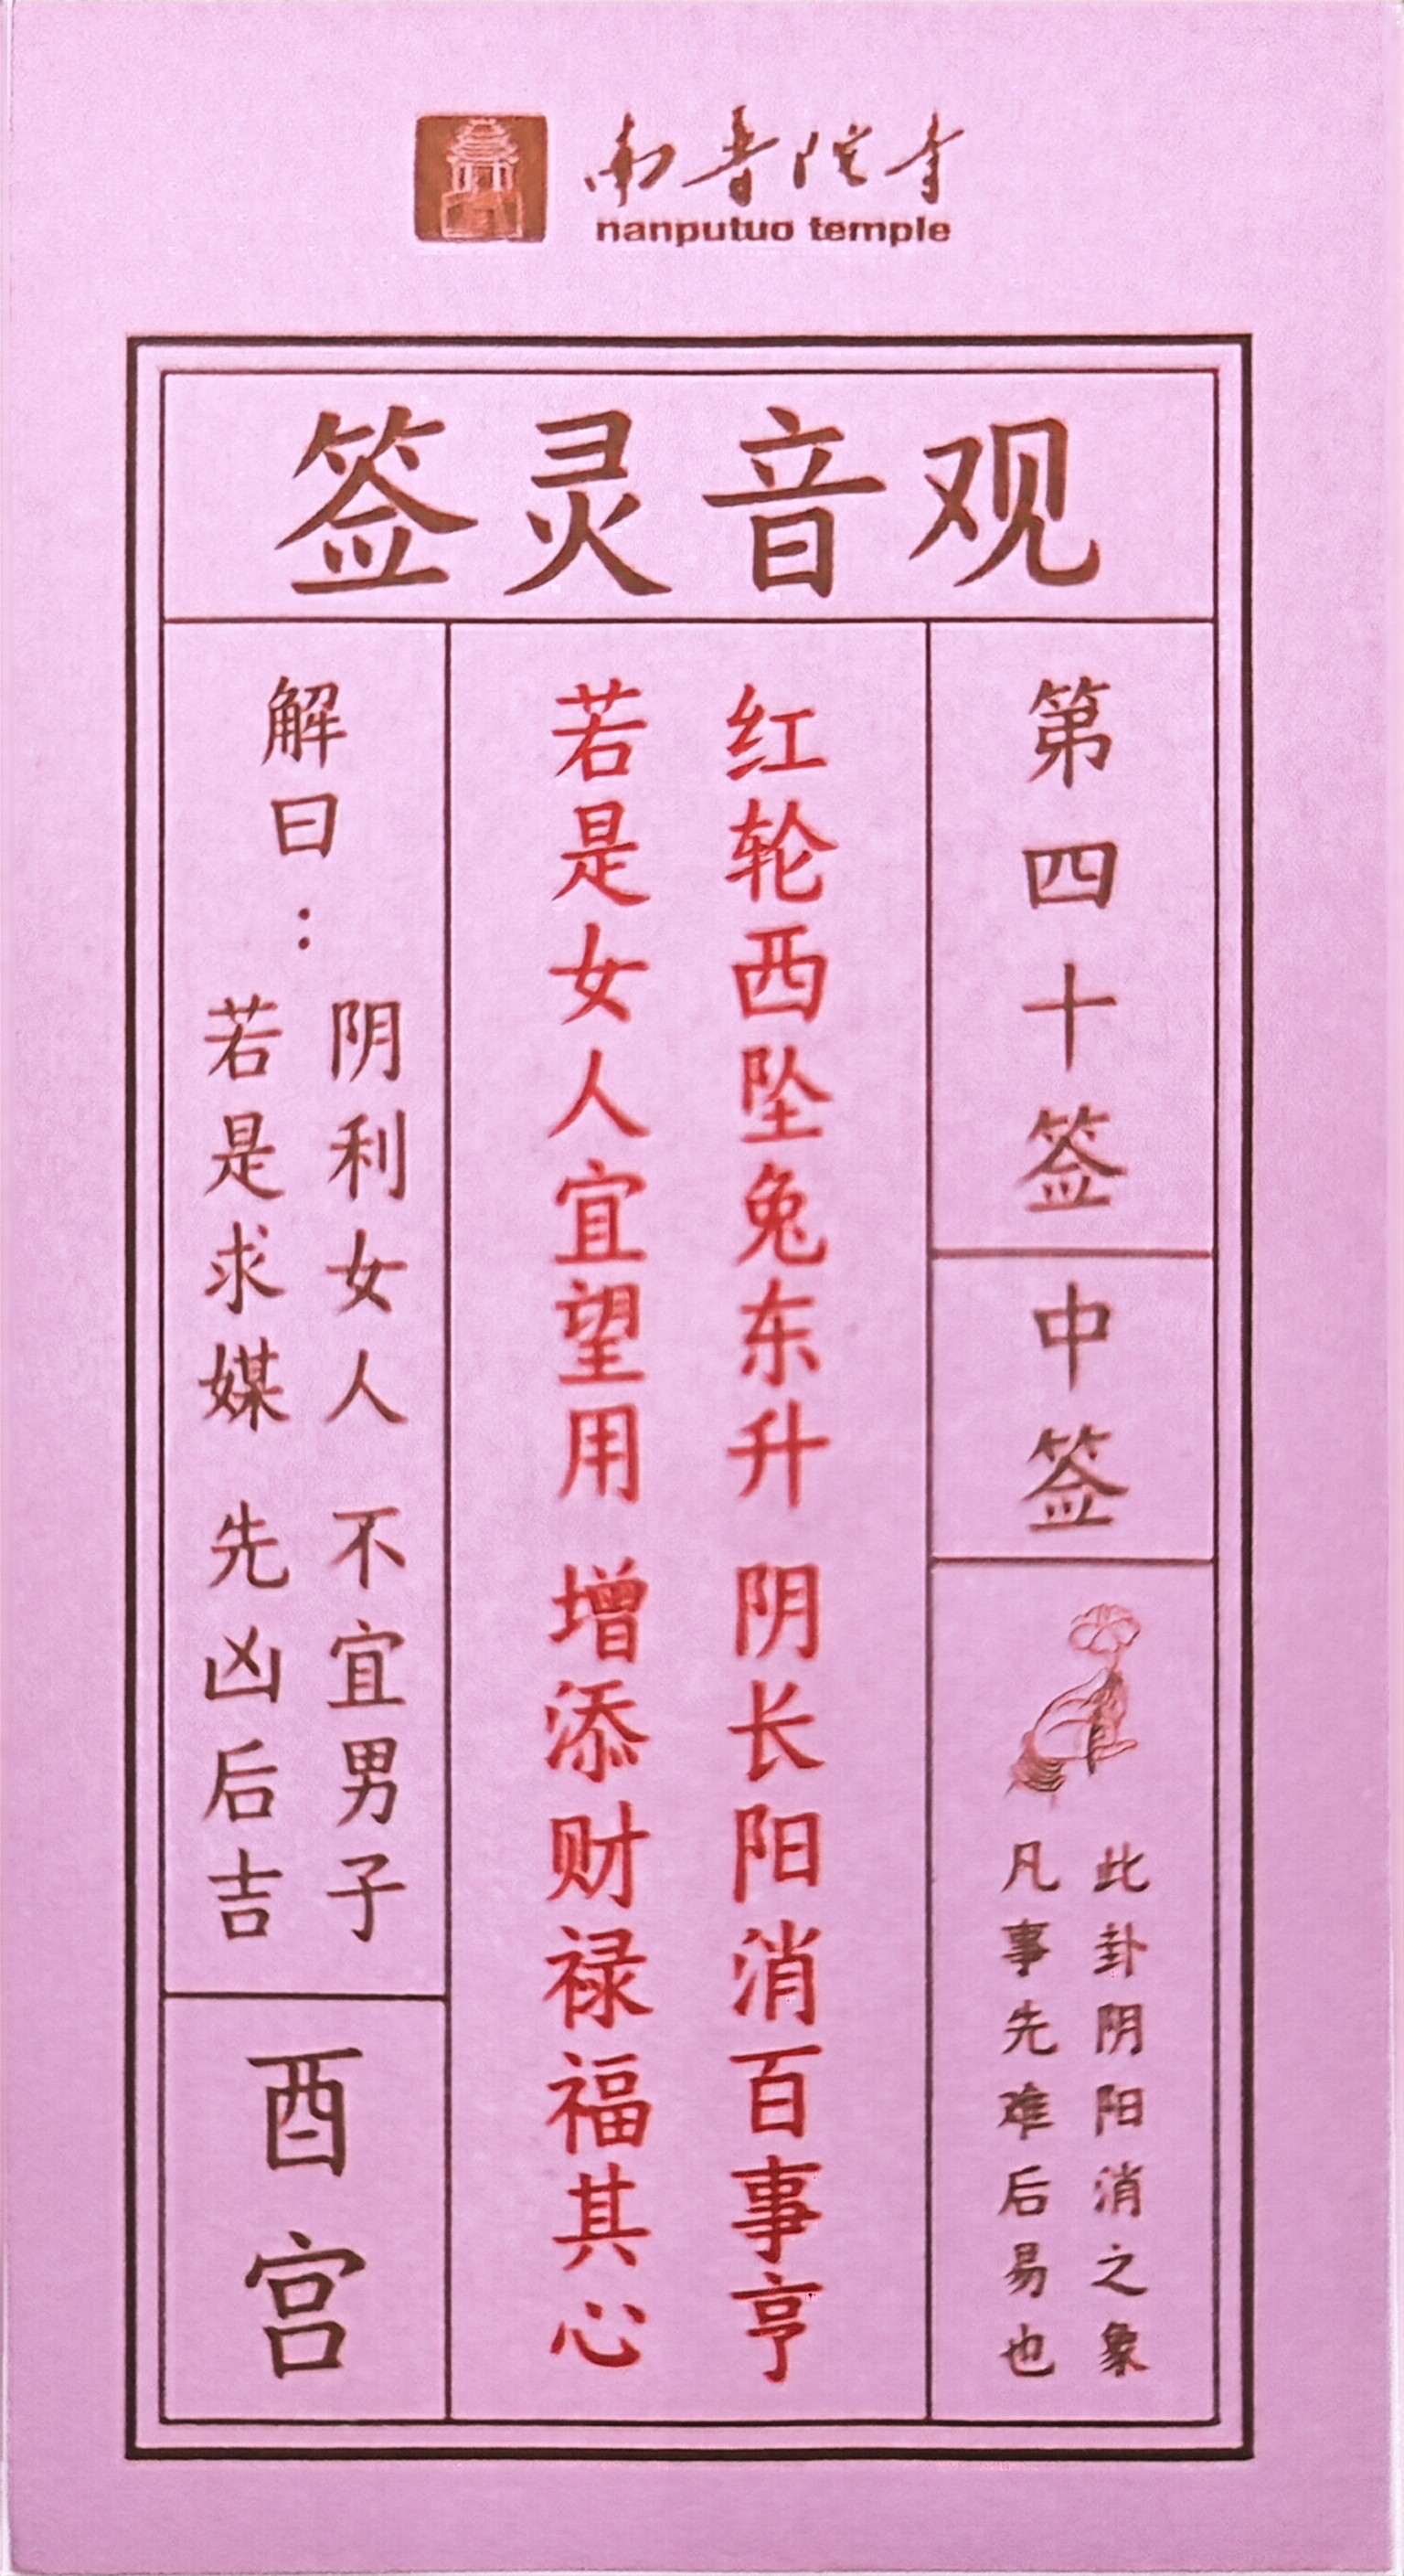 南普陀寺
nanputuo temple
观音灵签
第四十签
中签
此卦阴阳消之象
凡事先难后易也
红轮西坠兔东升 阴长阳消百事亨
若是女人宜望用 增添财禄福其心
解曰：
阴利女人 不宜男子
若是求媒 先凶后吉
酉宫